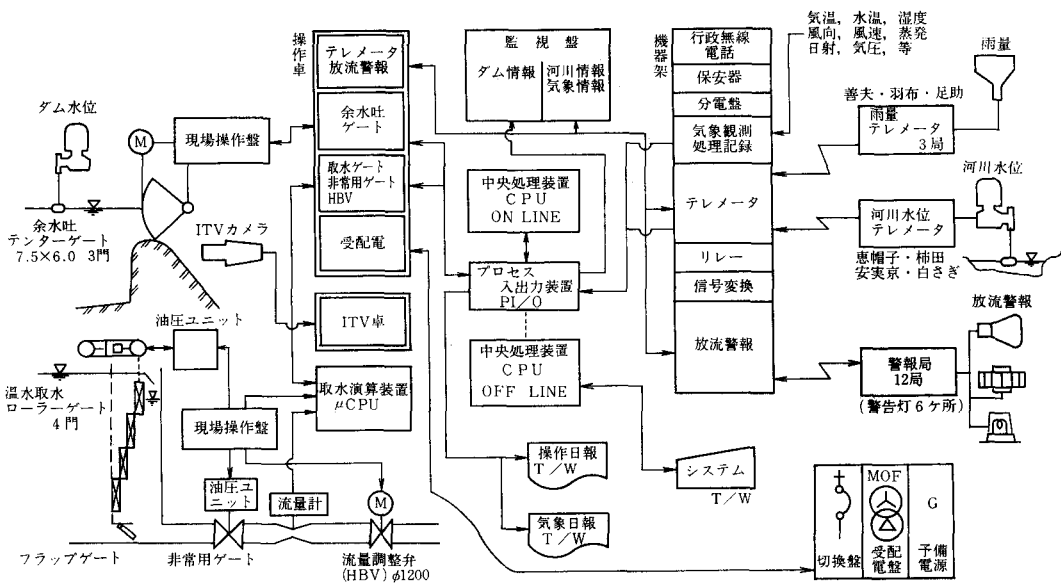 ダム水位
M
現場操作盤
余水吐
テンターゲート
7.5×6.0 3門
ITVカメラ
油圧ユニット
温水取水
ローラーゲート
4門
現場操作盤
油圧ユ
ニット
流量計
M
フラップゲート
非常用ゲート
流量調整弁
(HBV) φ1200
操作卓
テレメータ
放流警報
余水吐
ゲート
取水ゲート
非常用ゲート
HBV
受配電
ITV卓
取水演算装置
μCPU
監視盤
ダム情報
河川情報
気象情報
中央処理装置
CPU
ON LINE
プロセス
入出力装置
PI/O
中央処理装置
CPU
OFF LINE
操作日報
T/W
気象日報
T/W
システム
T/W
機器架
行政無線
電話
保安器
分電盤
気象観測
処理記録
テレメータ
リレー
信号変換
放流警報
気温, 水温, 湿度
風向, 風速, 蒸発
日射, 気圧, 等
雨量
善夫・羽布・足助
雨量
テレメータ
3局
河川水位
河川水位
テレメータ
恵帽子・柿田
安実京・白さぎ
放流警報
警報局
12局
(警告灯6ケ所)
MOF
G
切換盤
受配
電盤
予備
電源